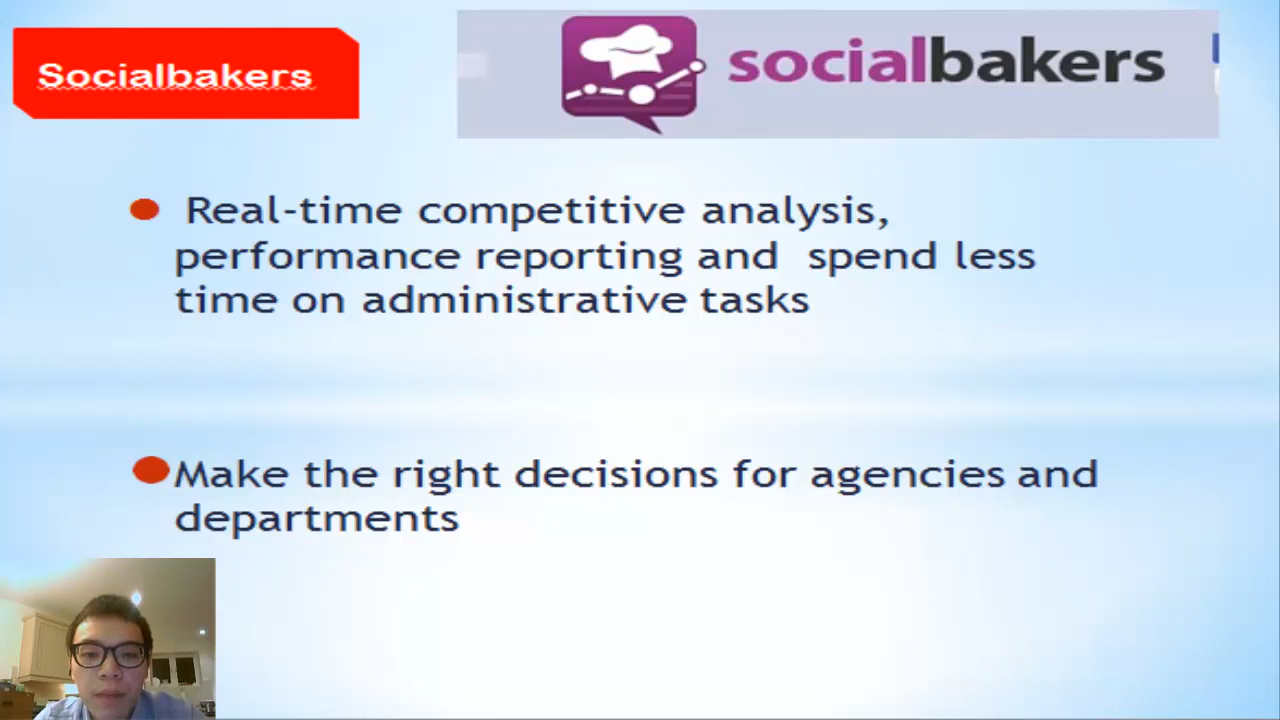 Socialbakers
socialbakers
Real-time competitive analysis,
performance reporting and  spend less
time on administrative tasks
Make the right decisions for agencies and
departments